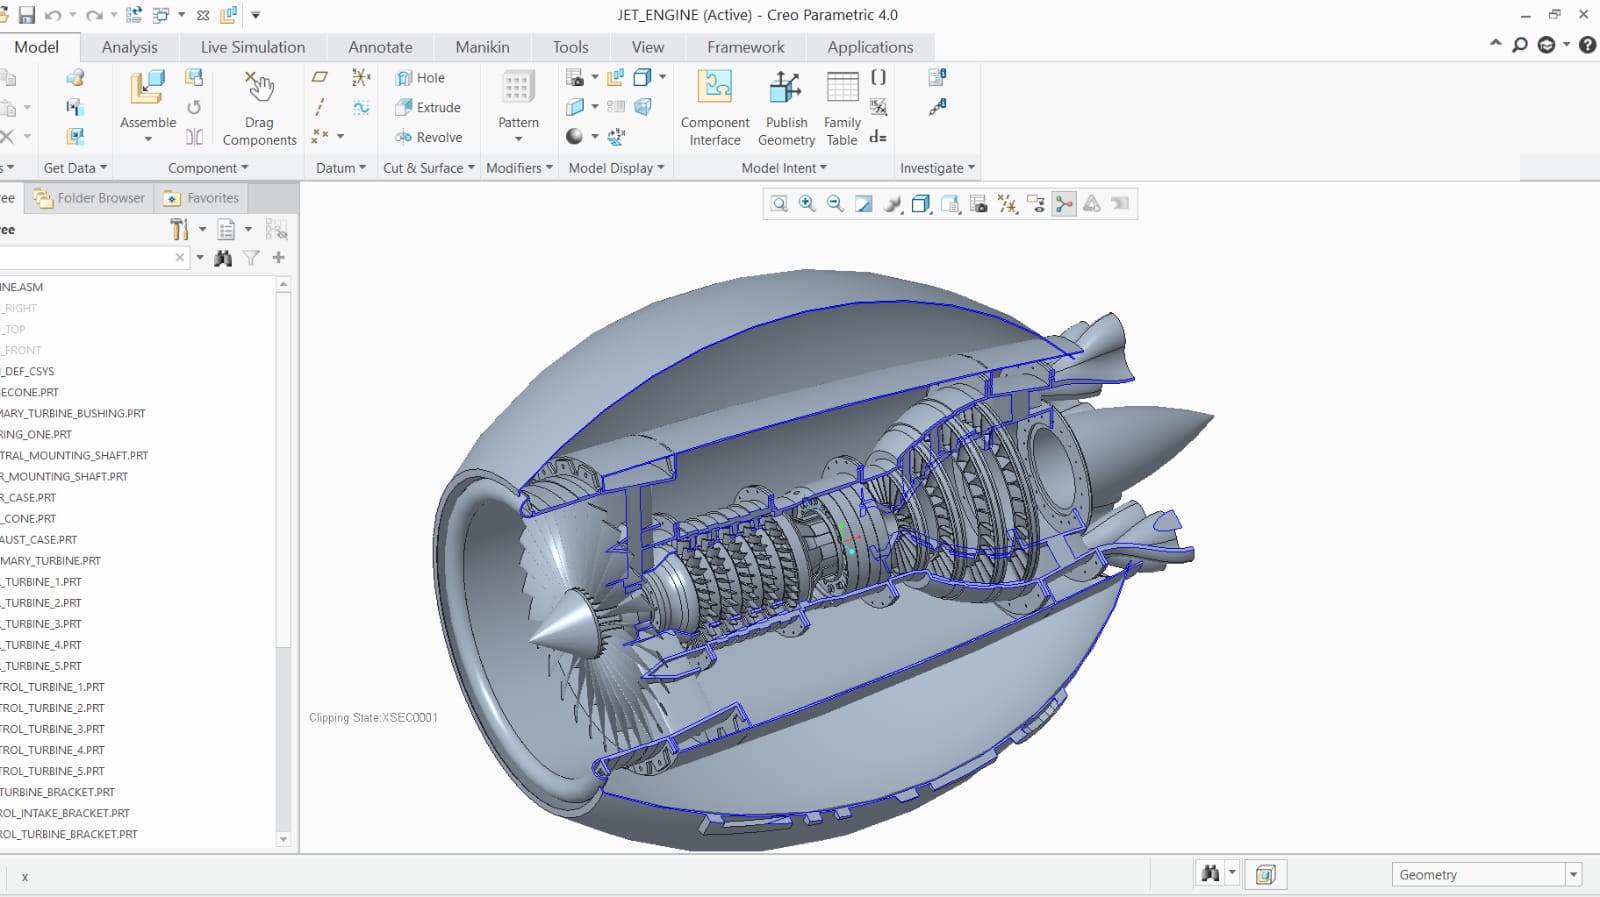 JET_ENGINE (Active) - Creo Parametric 4.0
Model Analysis Live Simulation Annotate Manikin Tools View Framework Applications
Assemble
Drag
Components
Hole
Extrude
Revolve
Pattern
Component
Interface
Publish
Geometry
Family
Table
s Get Data Component Datum Cut & Surface Modifiers Model Display Model Intent Investigate
ee Folder Browser Favorites
ee
INE.ASM
_RIGHT
_TOP
_FRONT
_DEF_CSYS
ECONE.PRT
MARY_TURBINE_BUSHING.PRT
RING_ONE.PRT
TRAL_MOUNTING_SHAFT.PRT
R_MOUNTING_SHAFT.PRT
R_CASE.PRT
_CONE.PRT
AUST_CASE.PRT
MARY_TURBINE.PRT
_TURBINE_1.PRT
_TURBINE_2.PRT
_TURBINE_3.PRT
_TURBINE_4.PRT
_TURBINE_5.PRT
TROL_TURBINE_1.PRT
TROL_TURBINE_2.PRT
TROL_TURBINE_3.PRT
TROL_TURBINE_4.PRT
TROL_TURBINE_5.PRT
TURBINE_BRACKET.PRT
ROL_INTAKE_BRACKET.PRT
ROL_TURBINE_BRACKET.PRT
Clipping State:XSEC0001
x
Geometry